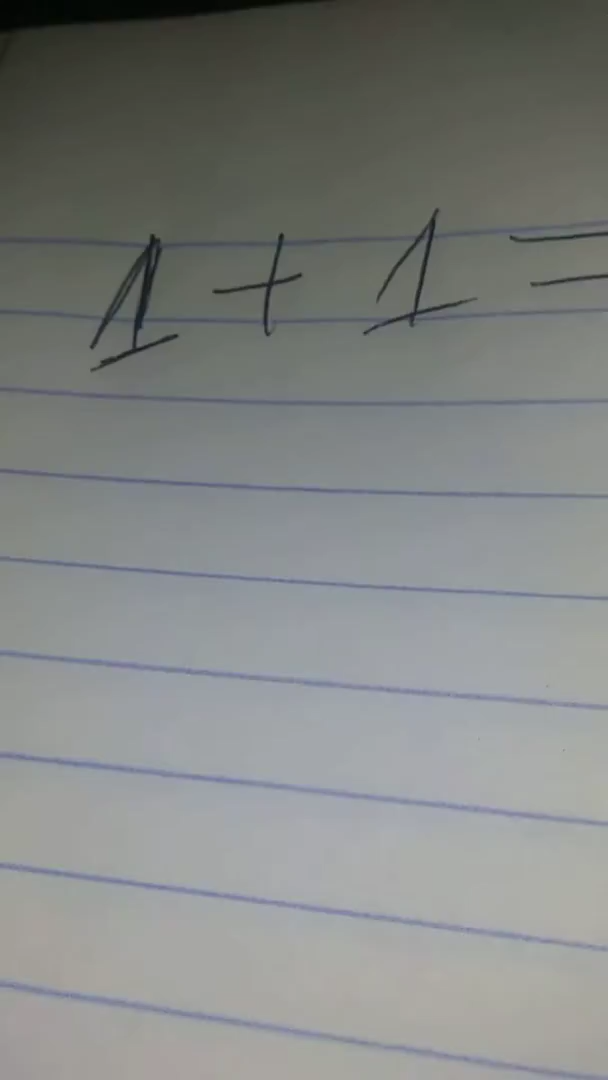 1 + 1 =